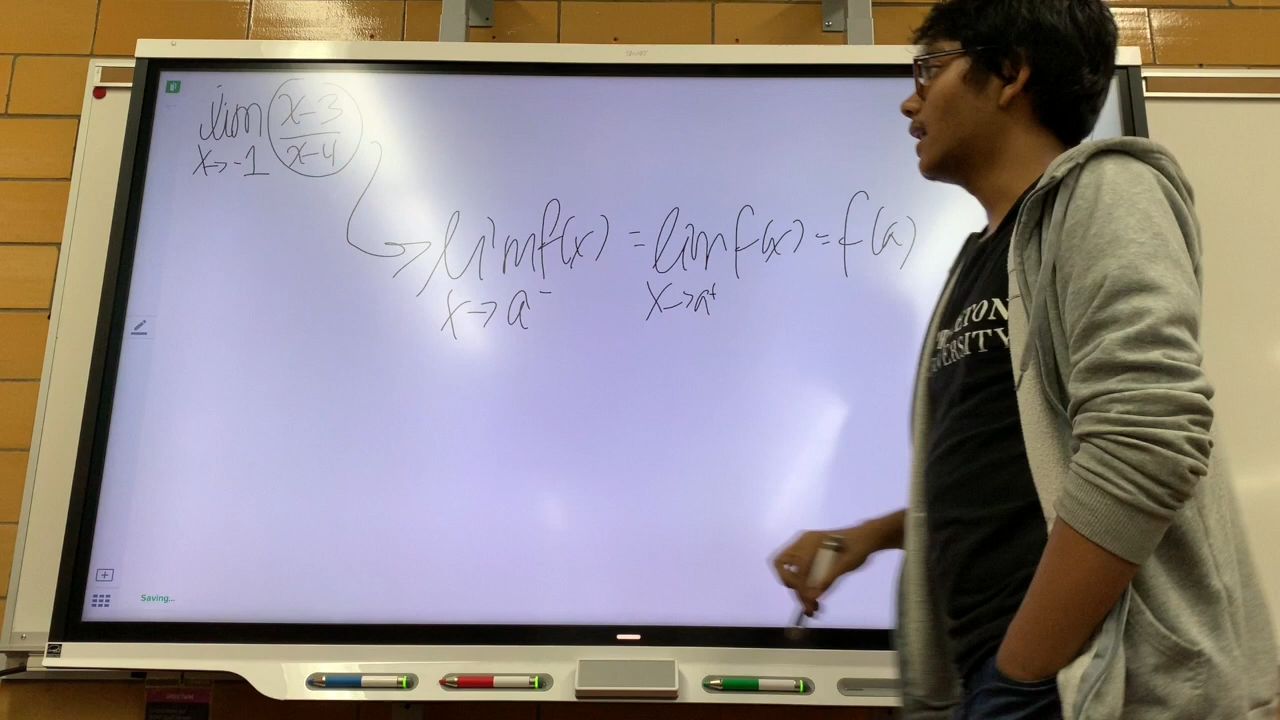 lim x-3
x→-1 x-4
lim f(x) = lim f(x) = f(a)
x→a⁻ x→a⁺
Saving...